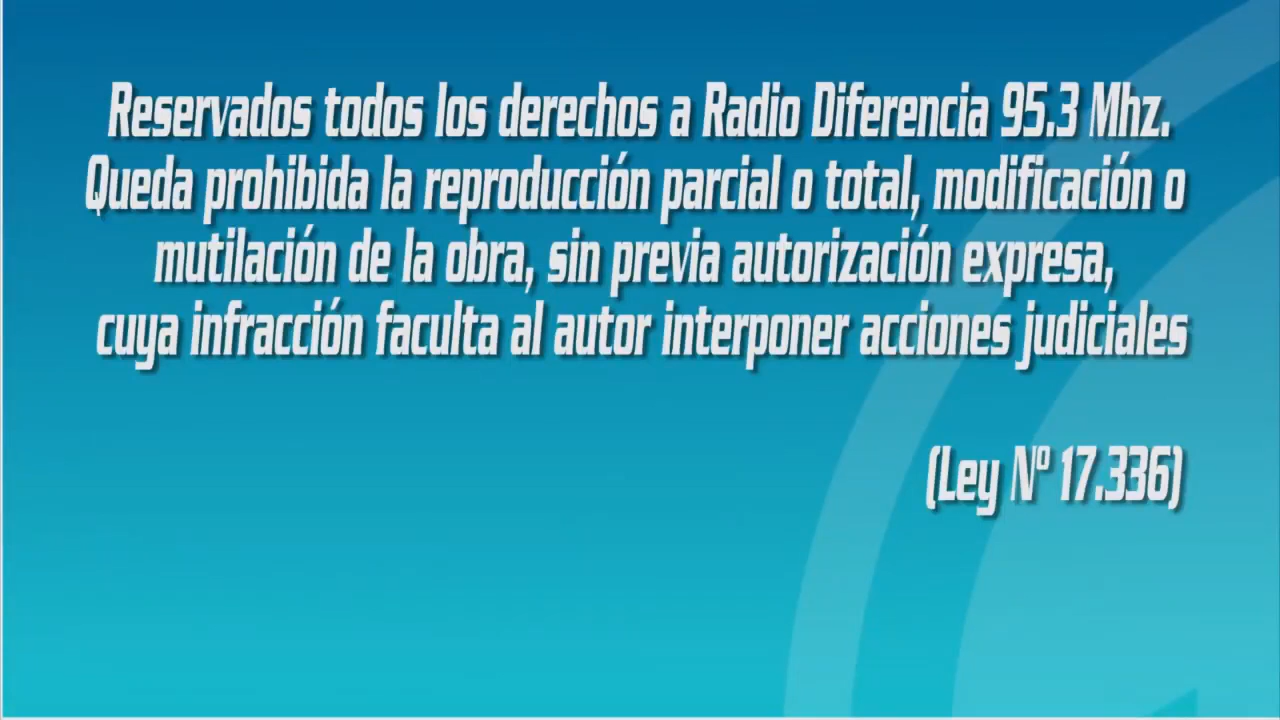 Reservados todos los derechos a Radio Diferencia 95.3 Mhz.
Queda prohibida la reproducción parcial o total, modificación o
mutilación de la obra, sin previa autorización expresa,
cuya infracción faculta al autor interponer acciones judiciales
(Ley Nº 17.336)